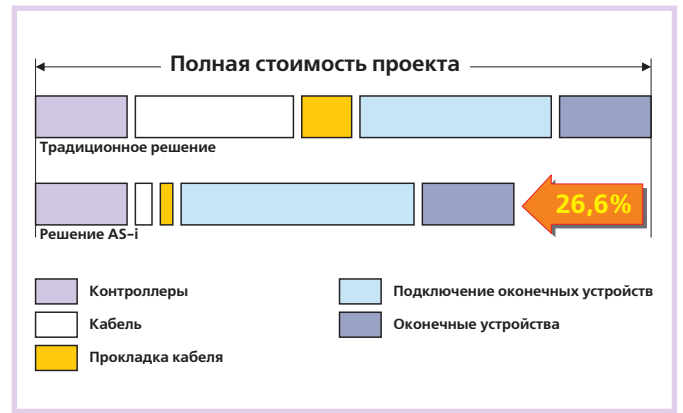 Полная стоимость проекта
Традиционное решение
26,6%
Решение AS-i
Контроллеры
Кабель
Прокладка кабеля
Подключение оконечных устройств
Оконечные устройства